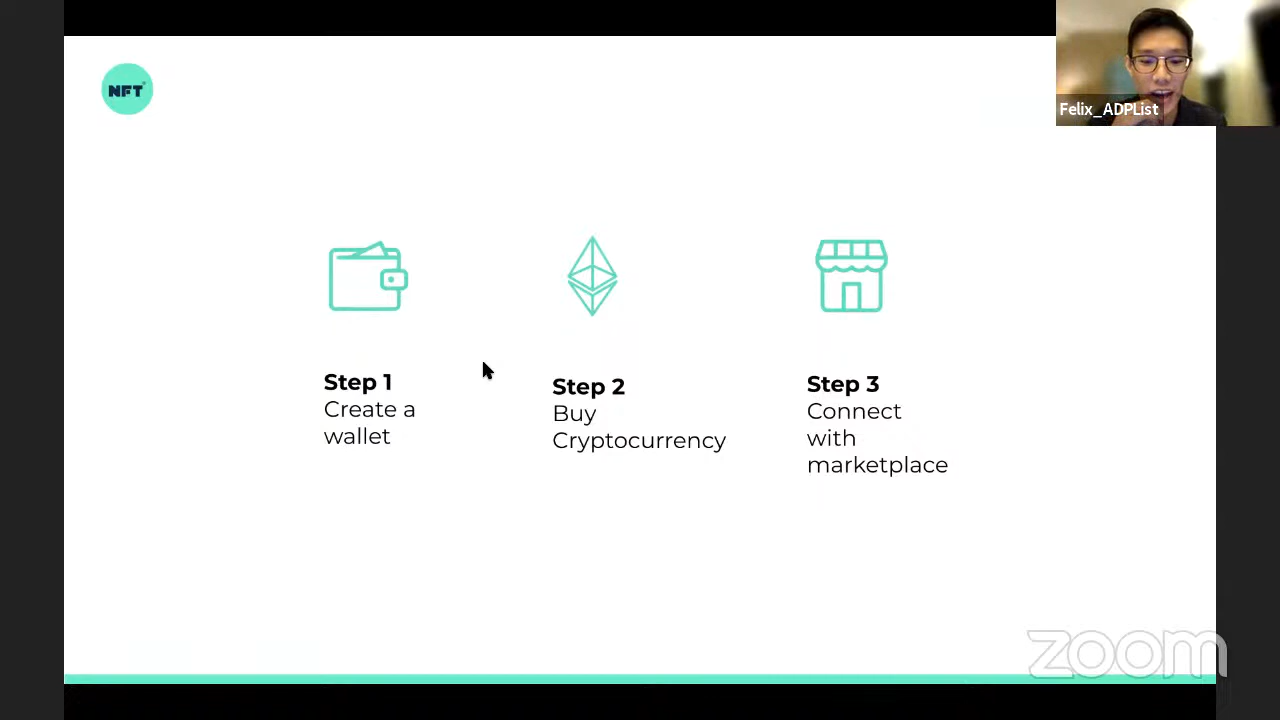 NFT
Felix_ADPList
Step 1
Create a
wallet
Step 2
Buy
Cryptocurrency
Step 3
Connect
with
marketplace
zoom